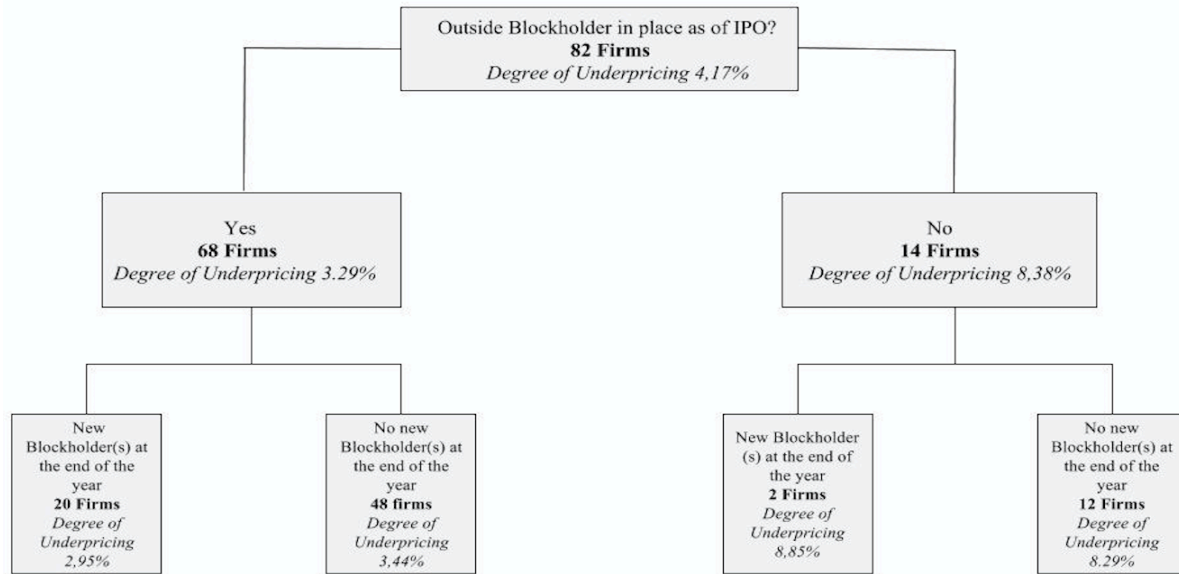 Outside Blockholder in place as of IPO?
82 Firms
Degree of Underpricing 4,17%
Yes
68 Firms
Degree of Underpricing 3.29%
No
14 Firms
Degree of Underpricing 8,38%
New
Blockholder(s) at
the end of the
year
20 Firms
Degree of
Underpricing
2,95%
No new
Blockholder(s) at
the end of the
year
48 firms
Degree of
Underpricing
3,44%
New Blockholder
(s) at the end of
the year
2 Firms
Degree of
Underpricing
8,85%
No new
Blockholder(s) at
the end of the
year
12 Firms
Degree of
Underpricing
8.29%